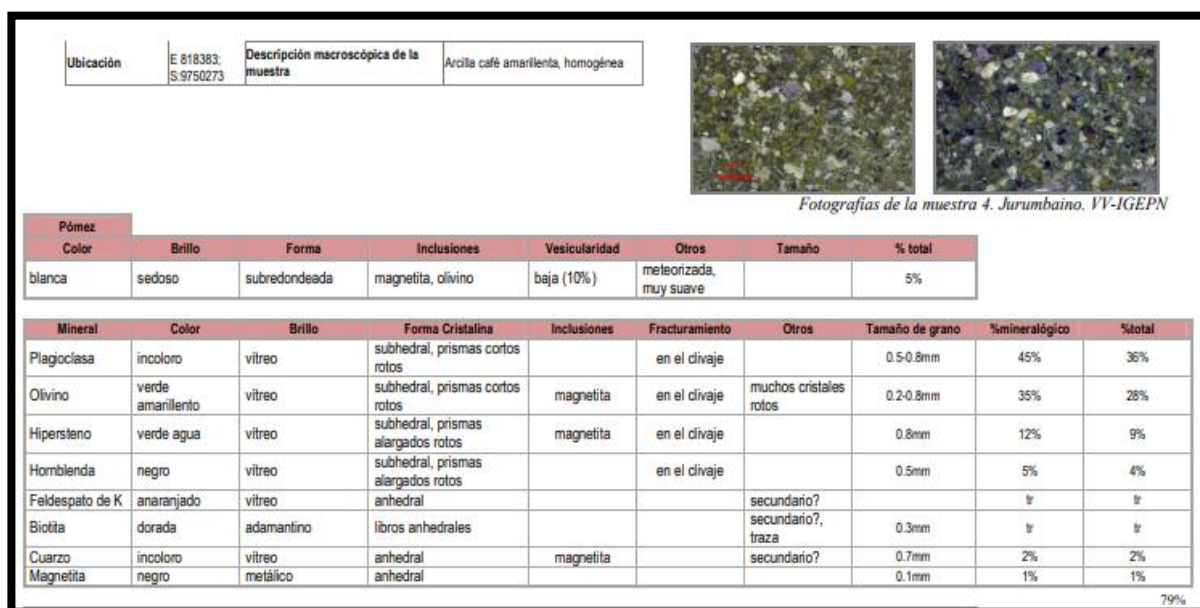 Ubicación E 818383; S:9750273 Descripción macroscópica de la muestra Arcilla café amarillenta, homogénea
Fotografías de la muestra 4. Jurumbaino. VV-IGEPN
Pómez
Color Brillo Forma Inclusiones Vesicularidad Otros Tamaño % total
blanca sedoso subredondeada magnetita, olivino baja (10%) meteorizada, muy suave 5%
Mineral Color Brillo Forma Cristalina Inclusiones Fracturamiento Otros Tamaño de grano %mineralógico %total
Plagioclasa incoloro vítreo subhedral, prismas cortos rotos en el clivaje 0.5-0.8mm 45% 36%
Olivino verde amarillento vítreo subhedral, prismas cortos rotos magnetita en el clivaje muchos cristales rotos 0.2-0.8mm 35% 28%
Hipersteno verde agua vítreo subhedral, prismas alargados rotos magnetita en el clivaje 0.8mm 12% 9%
Hornblenda negro vítreo subhedral, prismas alargados rotos en el clivaje 0.5mm 5% 4%
Feldespato de K anaranjado vítreo anhedral secundario? tr tr
Biotita dorada adamantino libros anhedrales secundario?, traza 0.3mm tr tr
Cuarzo incoloro vítreo anhedral magnetita secundario? 0.7mm 2% 2%
Magnetita negro metálico anhedral 0.1mm 1% 1%
79%